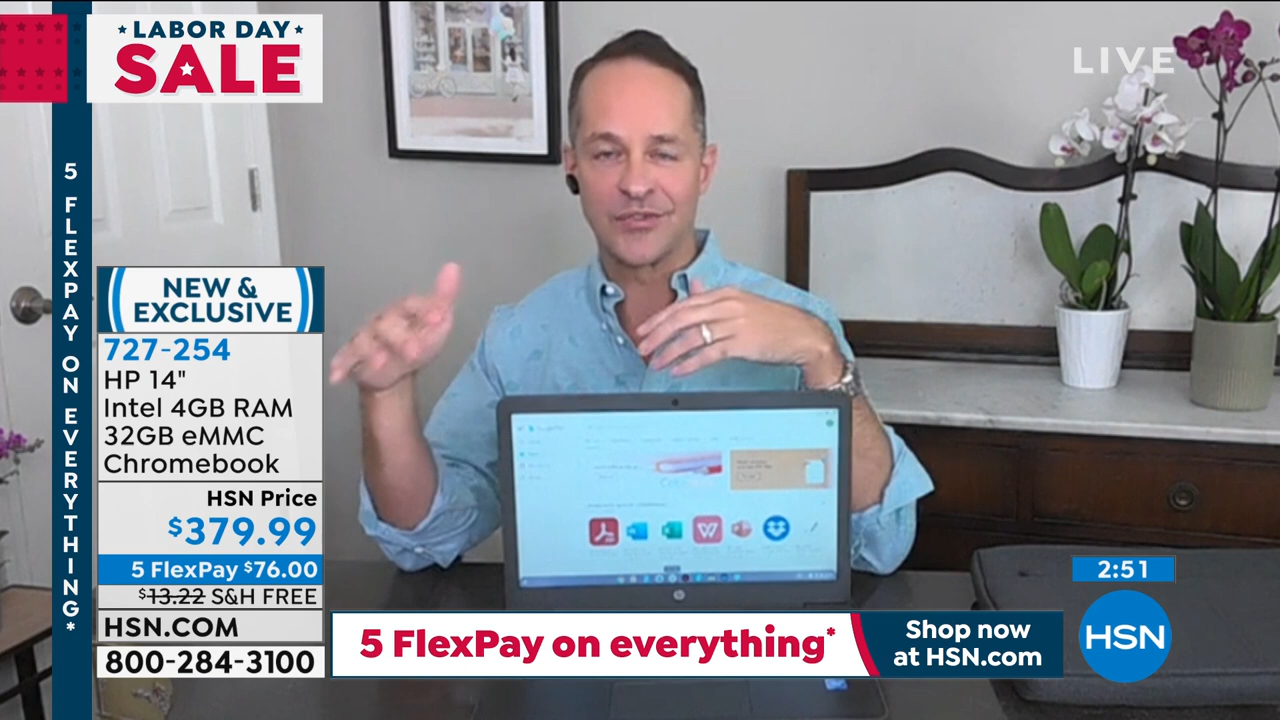 LABOR DAY
SALE
LIVE
5 FLEXPAY ON EVERYTHING*
NEW &
EXCLUSIVE
727-254
HP 14"
Intel 4GB RAM
32GB eMMC
Chromebook
HSN Price
$379.99
5 FlexPay $76.00
$13.22 S&H FREE
HSN.COM
800-284-3100
5 FlexPay on everything*
Shop now
at HSN.com
2:51
HSN
hp